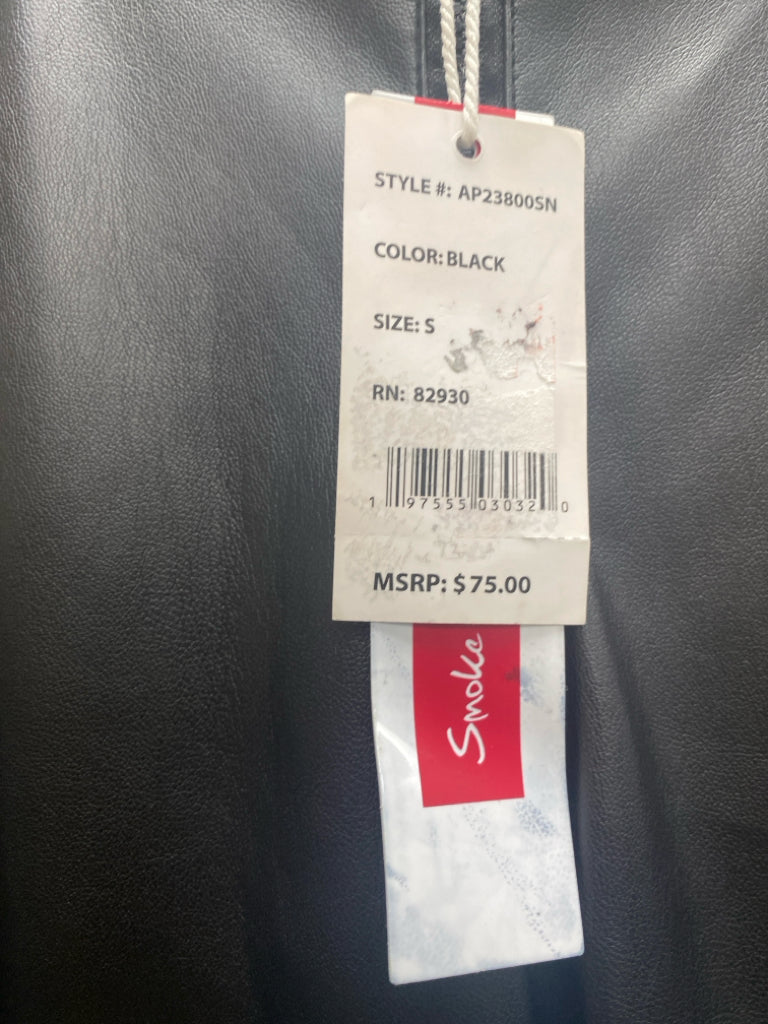 STYLE #: AP23800SN
COLOR: BLACK
SIZE: S
RN: 82930
1 97555 03032 0
MSRP: $75.00
Smoke